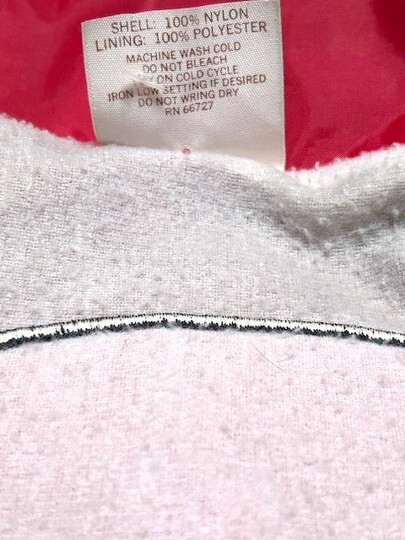 SHELL: 100% NYLON
LINING: 100% POLYESTER
MACHINE WASH COLD
DO NOT BLEACH
ON COLD CYCLE
IRON LOW SETTING IF DESIRED
DO NOT WRING DRY
RN 66727